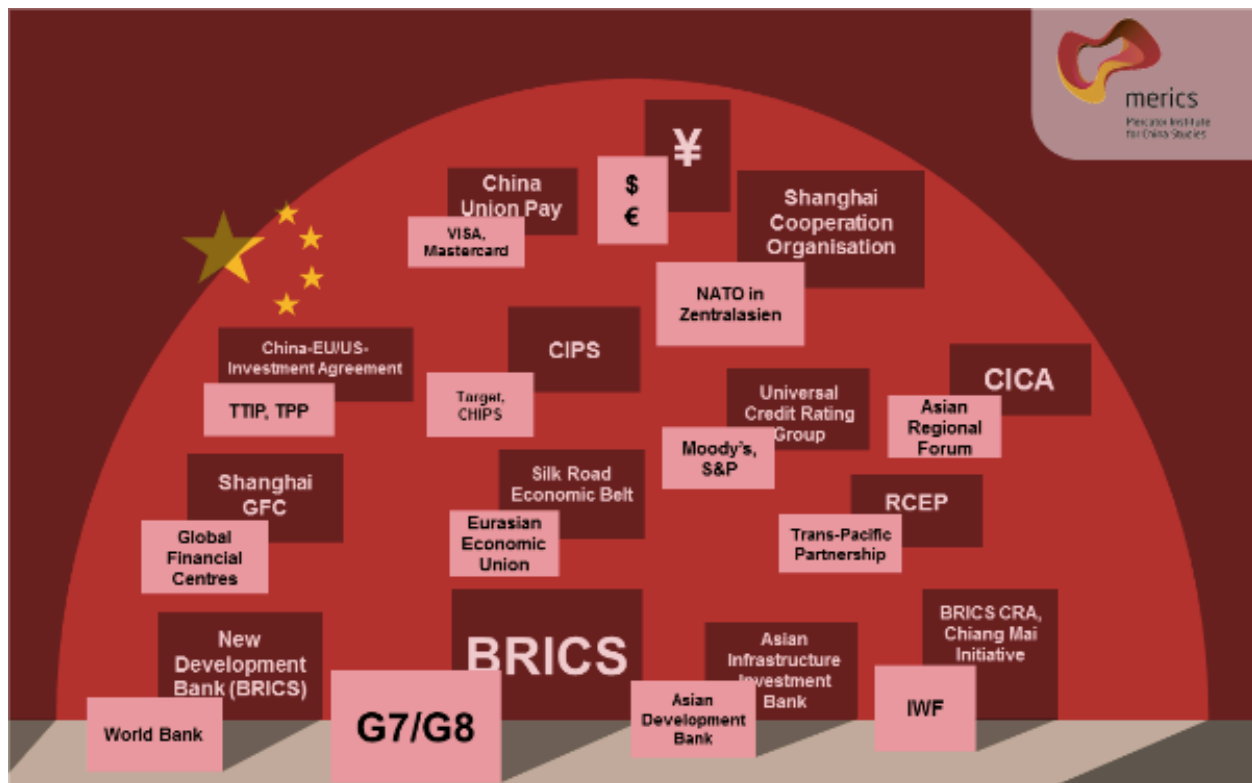 merics
Mercator Institute
for China Studies
¥
$
€
China
Union Pay
VISA,
Mastercard
Shanghai
Cooperation
Organisation
NATO in
Zentralasien
China-EU/US-
Investment Agreement
TTIP, TPP
CIPS
Target,
CHIPS
Universal
Credit Rating
Group
Moody's,
S&P
CICA
Asian
Regional
Forum
Shanghai
GFC
Global
Financial
Centres
Silk Road
Economic Belt
Eurasian
Economic
Union
RCEP
Trans-Pacific
Partnership
New
Development
Bank (BRICS)
World Bank
BRICS
G7/G8
Asian
Infrastructure
Investment
Bank
Asian
Development
Bank
BRICS CRA,
Chiang Mai
Initiative
IWF